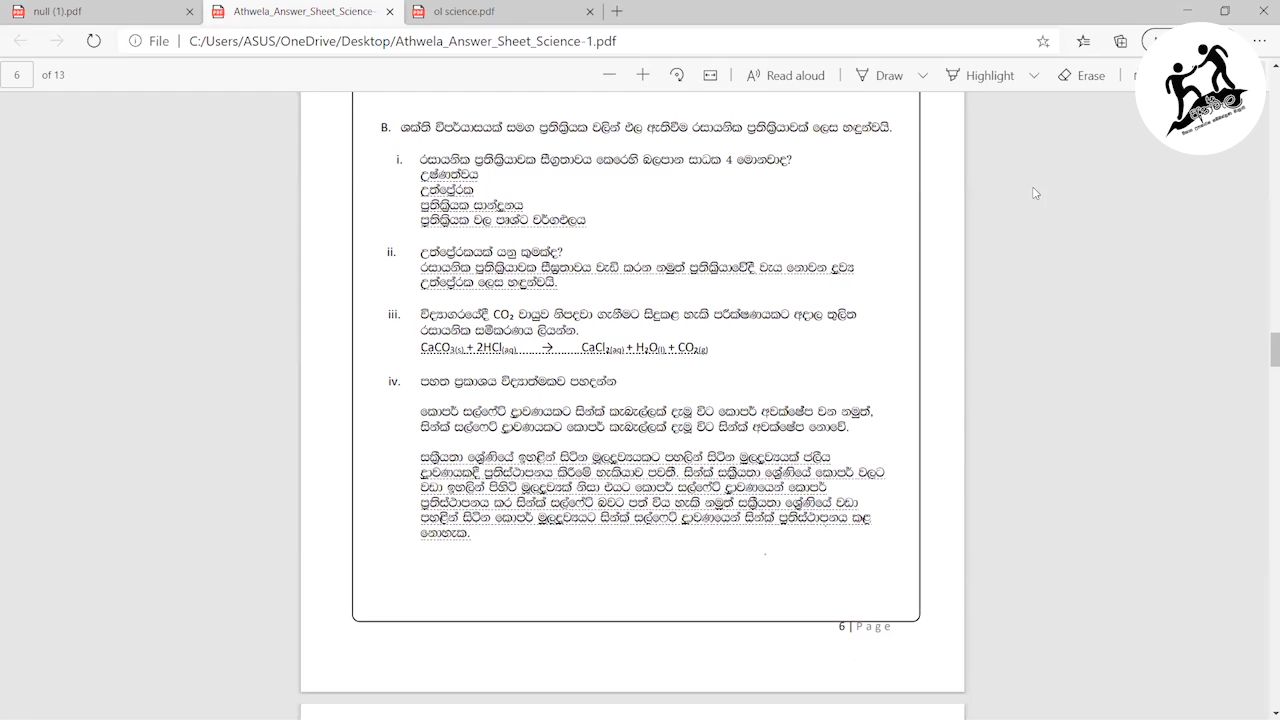 null (1).pdf
Athwela_Answer_Sheet_Science-
ol science.pdf
File | C:/Users/ASUS/OneDrive/Desktop/Athwela_Answer_Sheet_Science-1.pdf
6 of 13
Read aloud
Draw
Highlight
Erase
අත්වැල
B. ශක්ති විපර්යාසයක් සමග ප්‍රතික්‍රියක වලින් ඵල ඇතිවීම රසායනික ප්‍රතික්‍රියාවක් ලෙස හඳුන්වයි.
i. රසායනික ප්‍රතික්‍රියාවක සීග්‍රතාවය කෙරෙහි බලපාන සාධක 4 මොනවාද?
උෂ්ණත්වය
උත්ප්‍රේරක
ප්‍රතික්‍රියක සාන්ද්‍රනය
ප්‍රතික්‍රියක වල පෘශ්ට වර්ගඵලය
ii. උත්ප්‍රේරකයක් යනු කුමක්ද?
රසායනික ප්‍රතික්‍රියාවක සීඝ්‍රතාවය වැඩි කරන නමුත් ප්‍රතික්‍රියාවේදී වැය නොවන ද්‍රව්‍ය
උත්ප්‍රේරක ලෙස හඳුන්වයි.
iii. විද්‍යාගරයේදී CO₂ වායුව නිපදවා ගැනීමට සිදුකළ හැකි පරික්ෂණයකට අදාල තුලිත
රසායනික සමීකරණය ලියන්න.
CaCO₃(s) + 2HCl(aq) → CaCl₂(aq) + H₂O(l) + CO₂(g)
iv. පහත ප්‍රකාශය විද්‍යාත්මකව පහදන්න
කොපර් සල්ෆේට් ද්‍රාවණයකට සින්ක් කැබැල්ලක් දැමූ විට කොපර් අවක්ෂේප වන නමුත්,
සින්ක් සල්ෆේට් ද්‍රාවණයකට කොපර් කැබැල්ලක් දැමූ විට සින්ක් අවක්ෂේප නොවේ.
සක්‍රීයතා ශ්‍රේණියේ ඉහළින් සිටින මූලද්‍රව්‍යයකට පහලින් සිටින මුලද්‍රව්‍යයක් ජලීය
ද්‍රාවණයකදී ප්‍රතිස්ථාපනය කිරීමේ හැකියාව පවතී. සින්ක් සක්‍රීයතා ශ්‍රේණියේ කොපර් වලට
වඩා ඉහලින් පිහිටි මූලද්‍රව්‍යක් නිසා එයට කොපර් සල්ෆේට් ද්‍රාවණයෙන් කොපර්
ප්‍රතිස්ථාපනය කර සින්ක් සල්ෆේට් බවට පත් විය හැකි නමුත් සක්‍රීයතා ශ්‍රේණියේ වඩා
පහළින් සිටින කොපර් මූලද්‍රව්‍යයට සින්ක් සල්ෆේට් ද්‍රාවණයෙන් සින්ක් ප්‍රතිස්ථාපනය කළ
නොහැක.
6 | Page